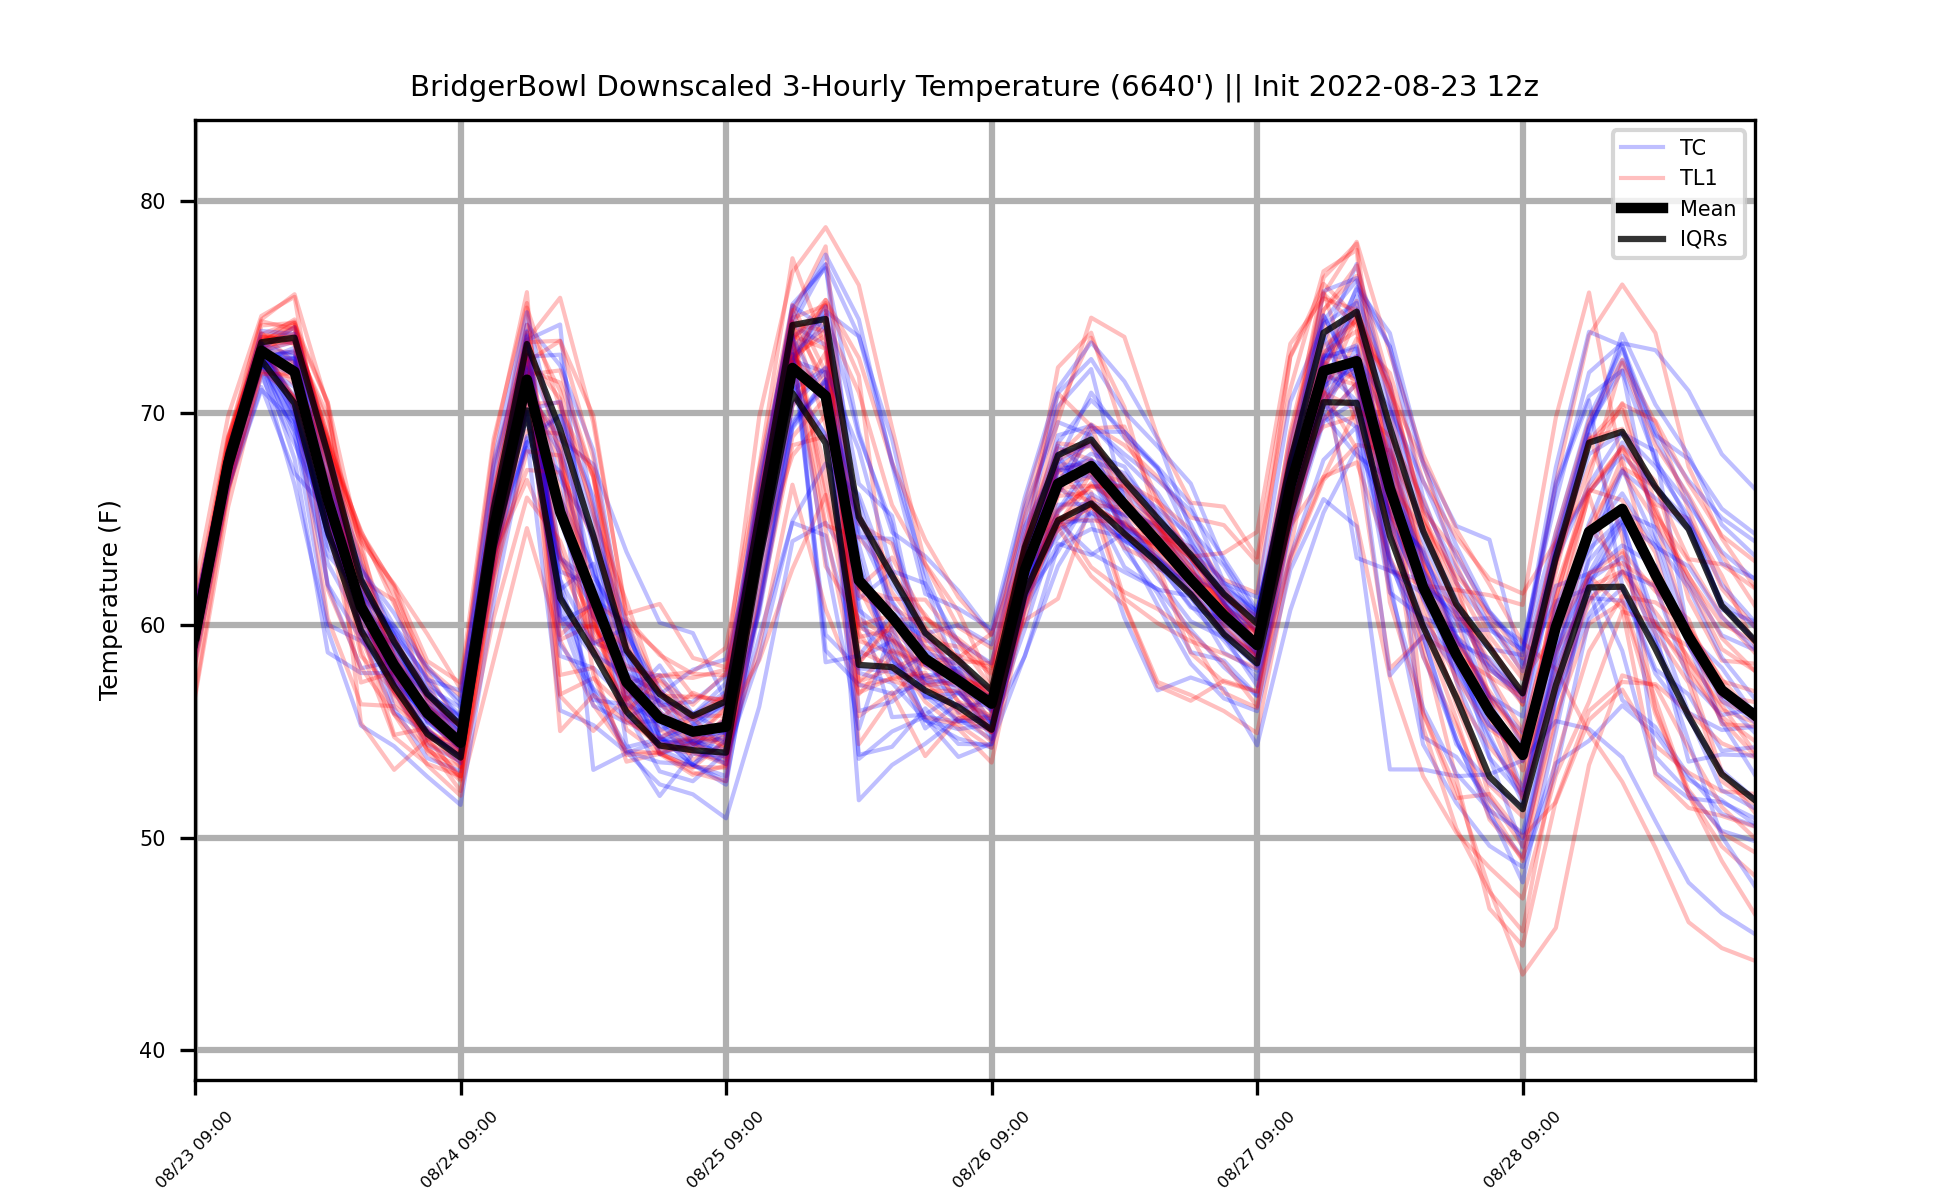 BridgerBowl Downscaled 3-Hourly Temperature (6640') || Init 2022-08-23 12z
TC
TL1
Mean
IQRs
Temperature (F)
80
70
60
50
40
08/23 09:00
08/24 09:00
08/25 09:00
08/26 09:00
08/27 09:00
08/28 09:00